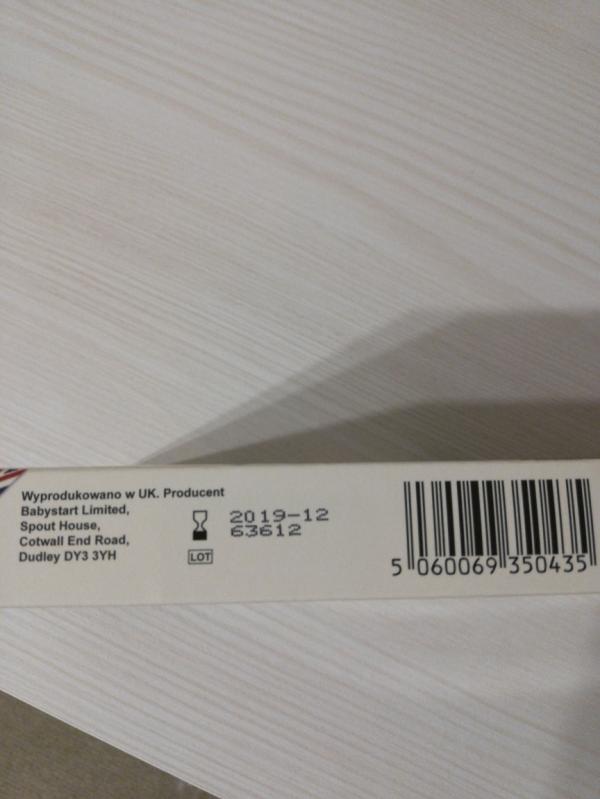 Wyprodukowano w UK. Producent
Babystart Limited,
Spout House,
Cotwall End Road,
Dudley DY3 3YH
2019-12
63612
LOT
5 060069 350435